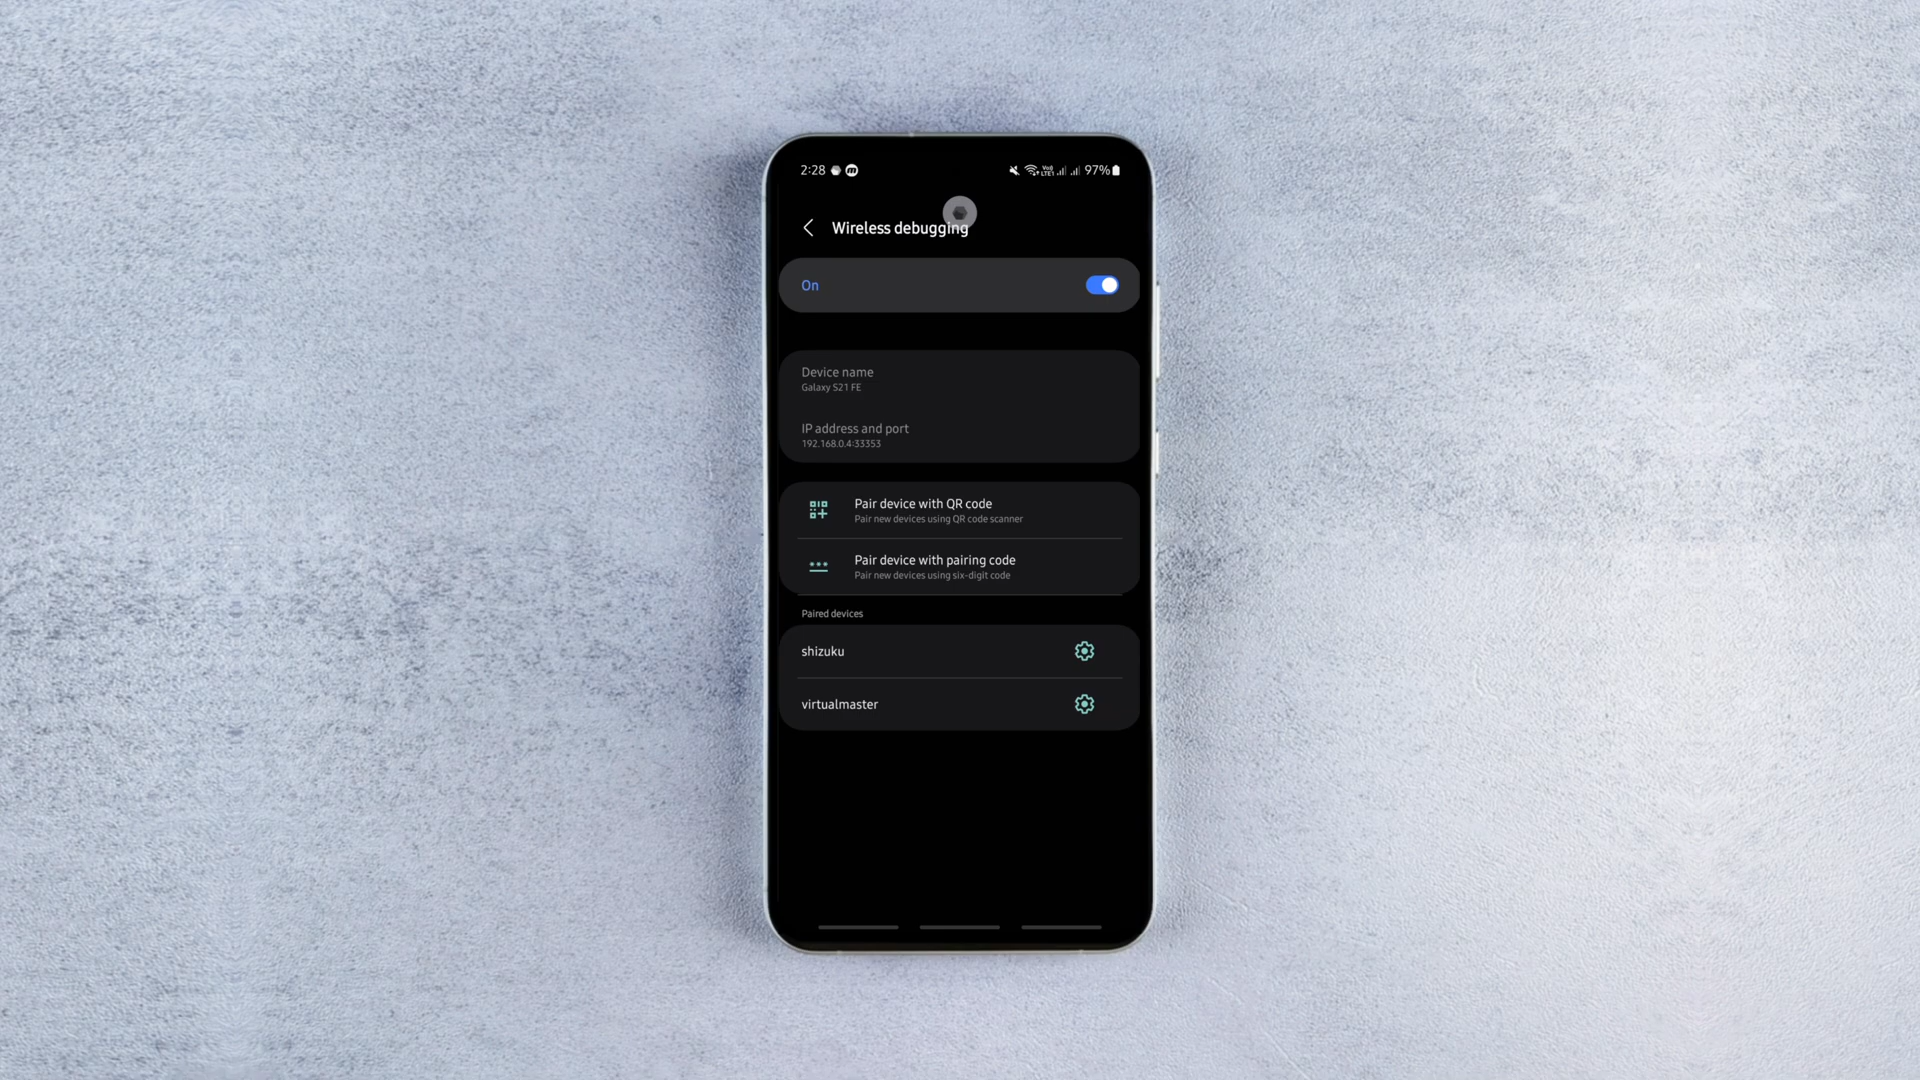 2:28 m Vo) LTE1 97%
Wireless debugging
On
Device name
Galaxy S21 FE
IP address and port
192.168.0.4:33353
Pair device with QR code
Pair new devices using QR code scanner
Pair device with pairing code
Pair new devices using six-digit code
Paired devices
shizuku
virtualmaster